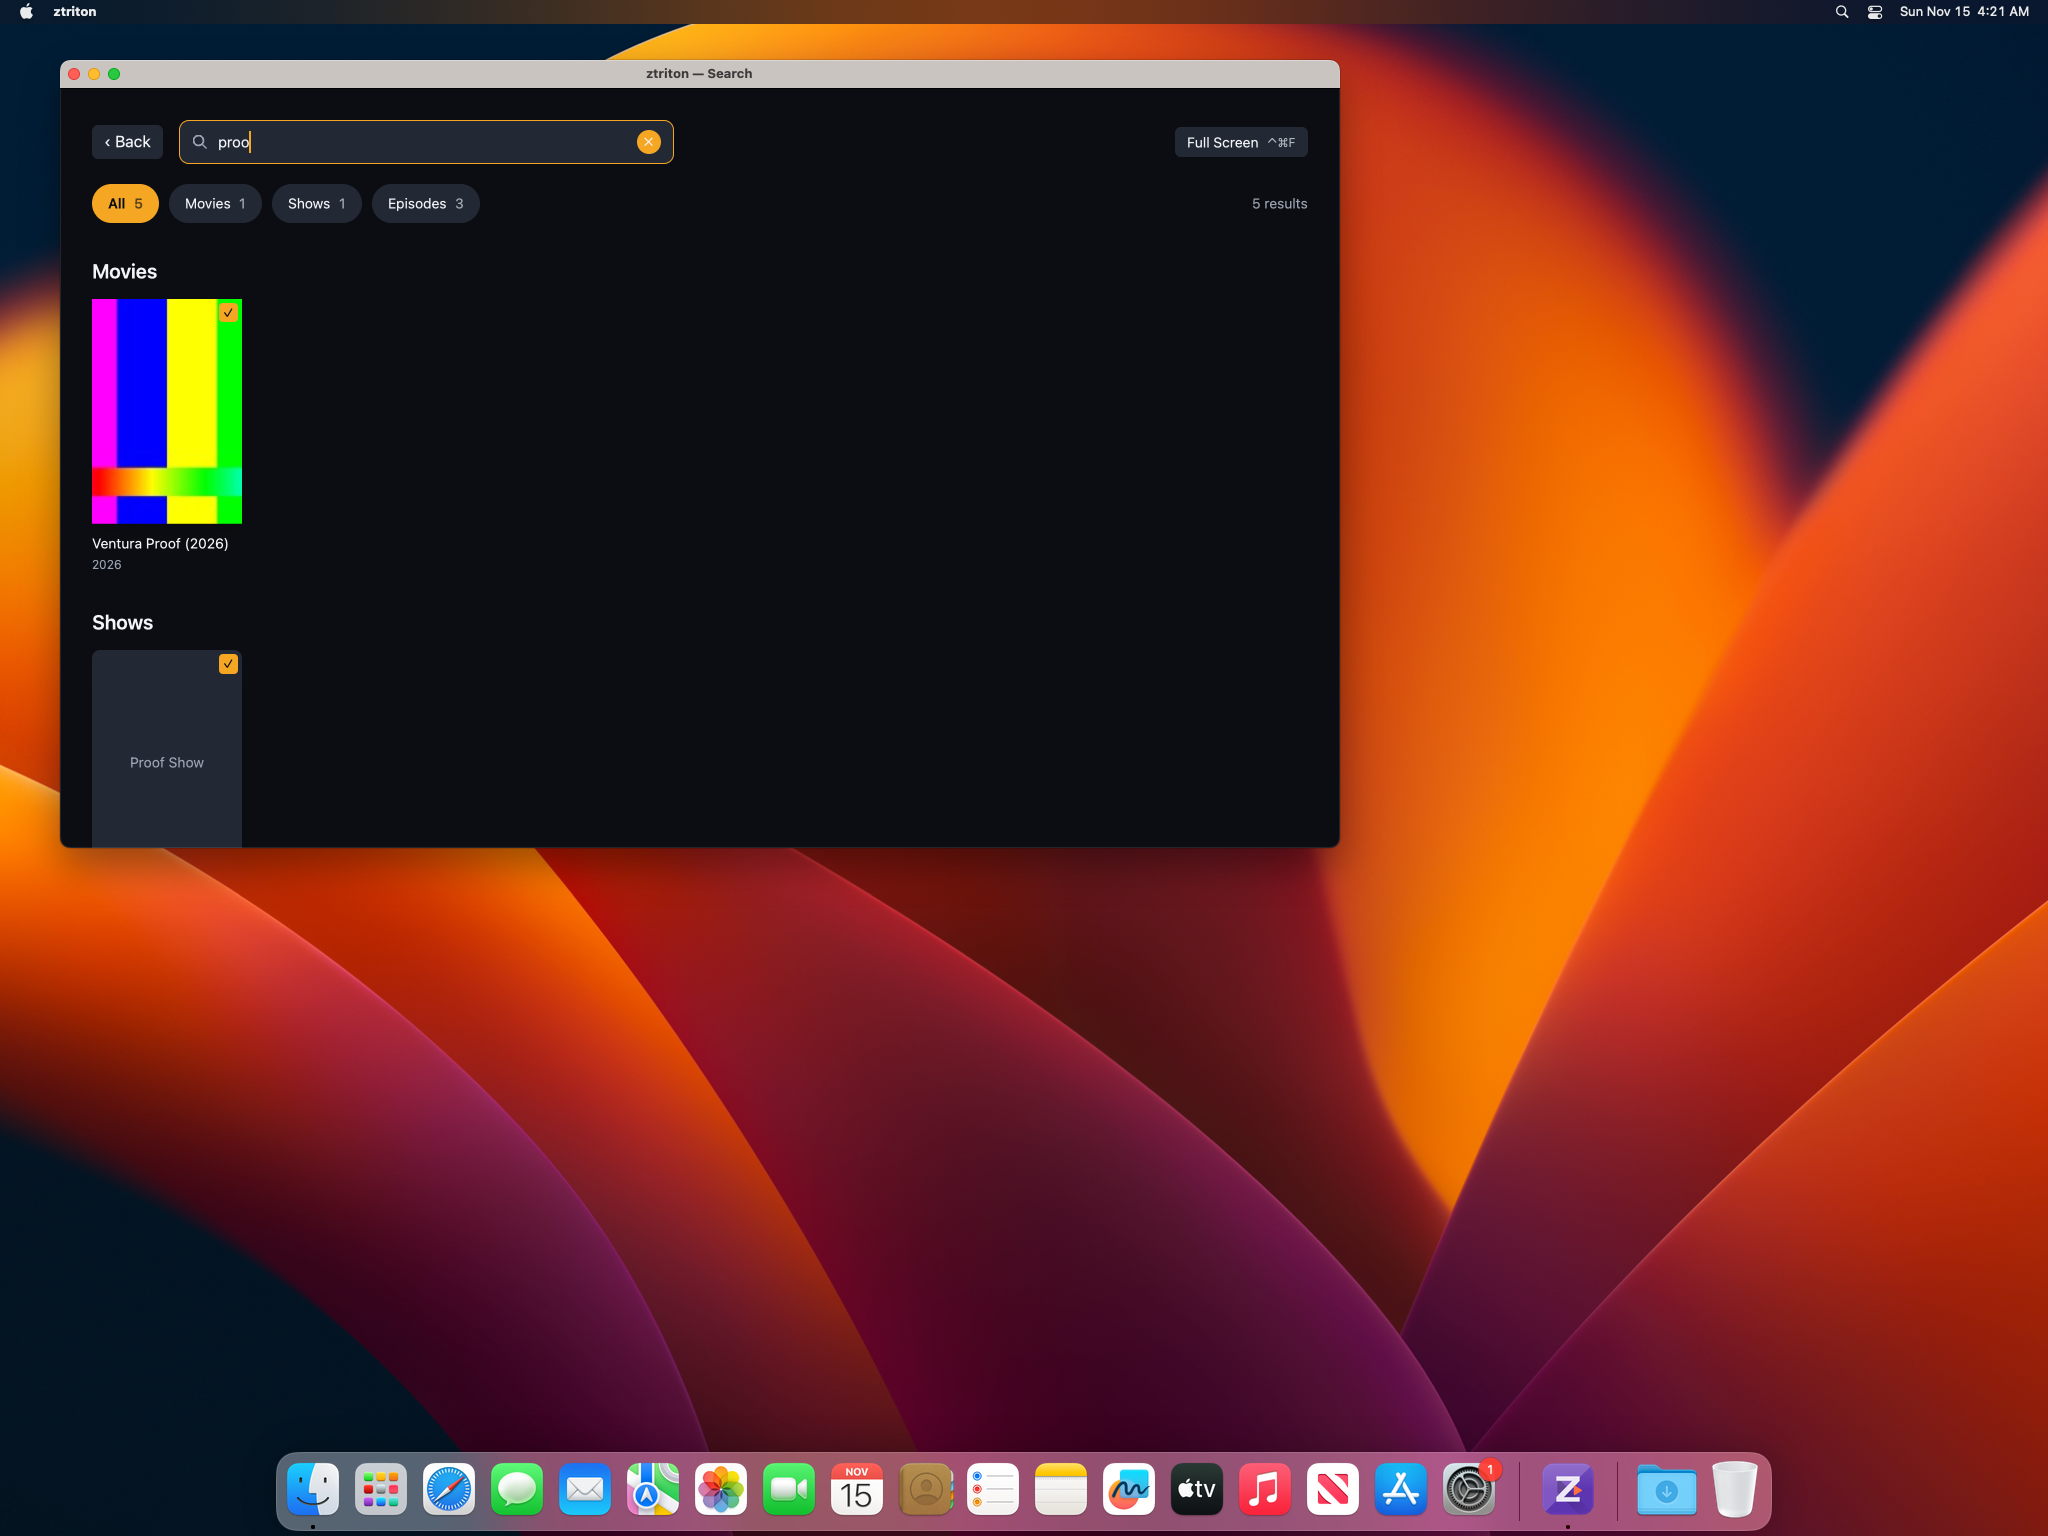 ztriton
Sun Nov 15 4:21 AM
ztriton — Search
‹ Back
proo
Full Screen ^⌘F
All 5
Movies 1
Shows 1
Episodes 3
5 results
Movies
Ventura Proof (2026)
2026
Shows
Proof Show
NOV
15
tv
1
Z